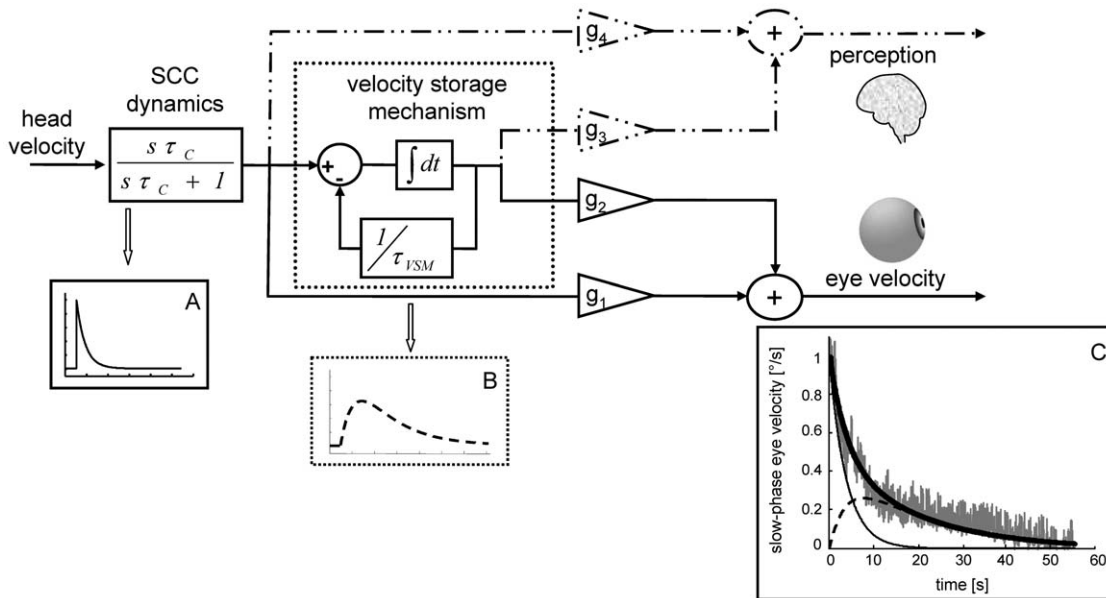 g4
+
perception
SCC
dynamics
velocity storage
mechanism
head
velocity
s τ C
s τ C + 1
+
-
∫ dt
g3
g2
1/τ VSM
g1
+
eye velocity
A
B
C
slow-phase eye velocity [°/s]
1
0.8
0.6
0.4
0.2
0
0 10 20 30 40 50 60
time [s]